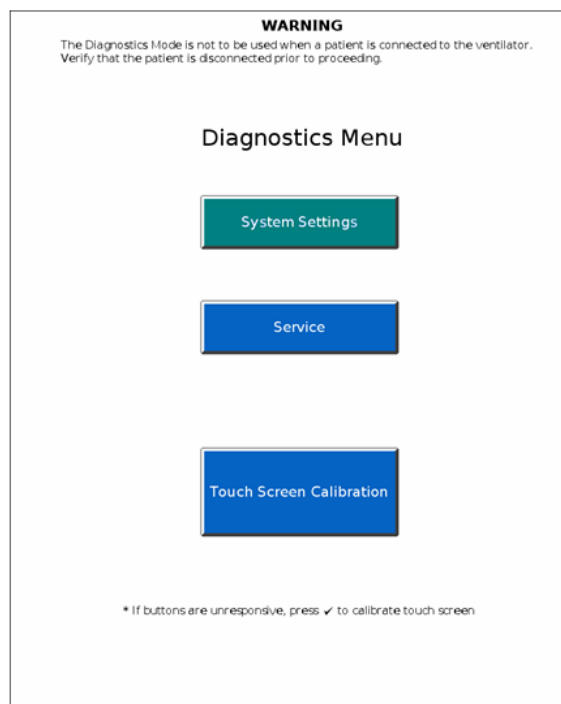 WARNING
The Diagnostics Mode is not to be used when a patient is connected to the ventilator.
Verify that the patient is disconnected prior to proceeding.
Diagnostics Menu
System Settings
Service
Touch Screen Calibration
* If buttons are unresponsive, press ✓ to calibrate touch screen